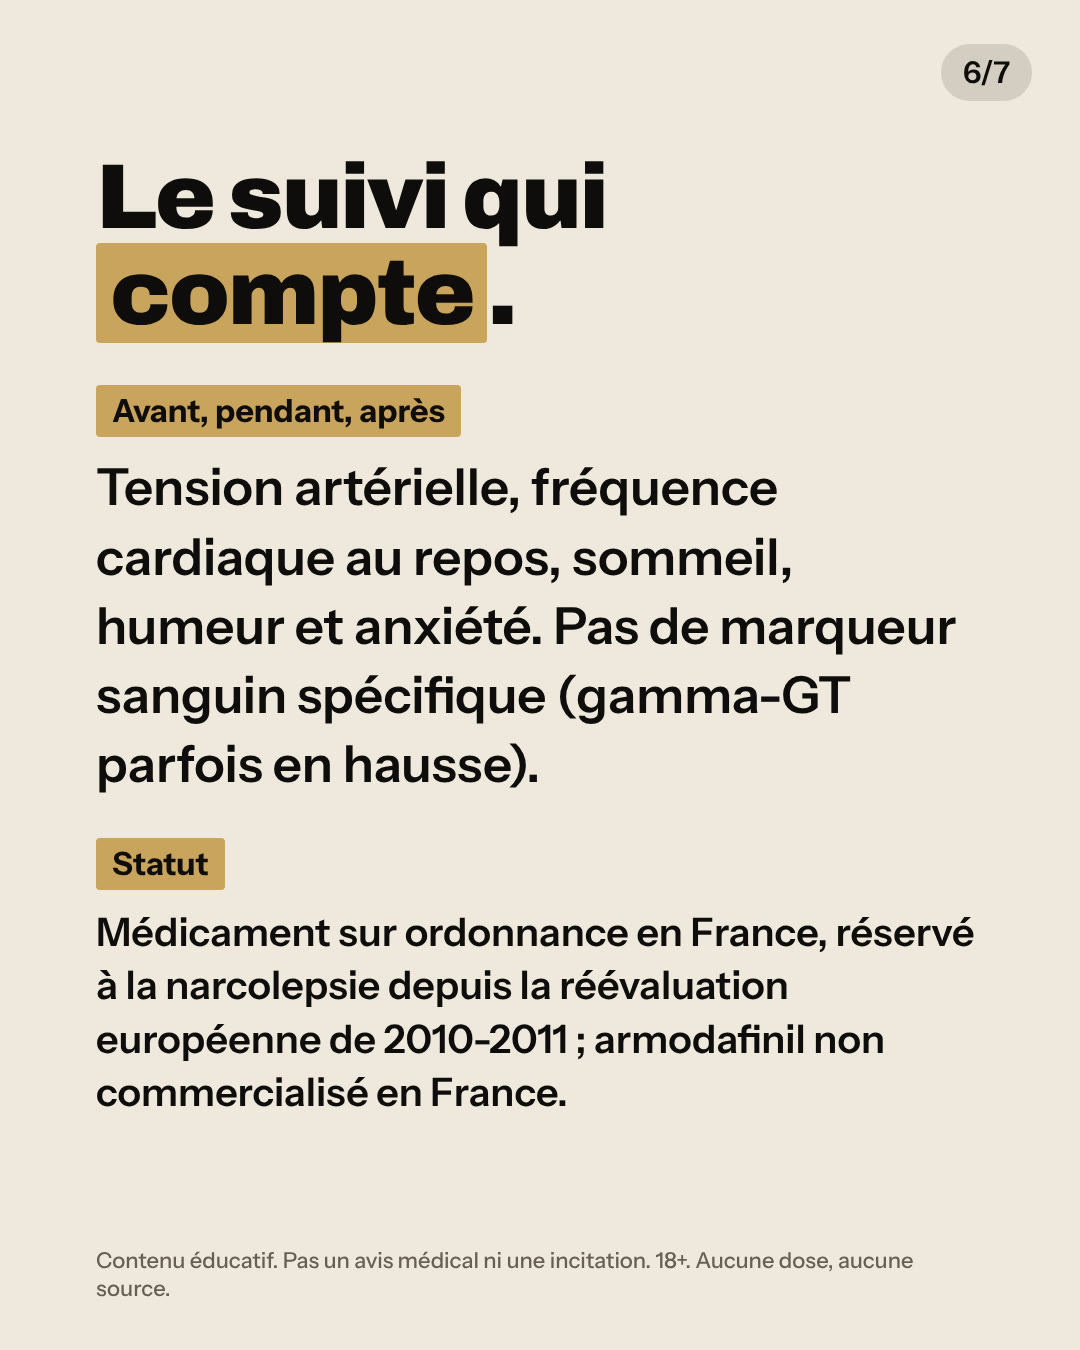 6/7
Le suivi qui
compte.
Avant, pendant, après
Tension artérielle, fréquence
cardiaque au repos, sommeil,
humeur et anxiété. Pas de marqueur
sanguin spécifique (gamma-GT
parfois en hausse).
Statut
Médicament sur ordonnance en France, réservé
à la narcolepsie depuis la réévaluation
européenne de 2010-2011 ; armodafinil non
commercialisé en France.
Contenu éducatif. Pas un avis médical ni une incitation. 18+. Aucune dose, aucune
source.